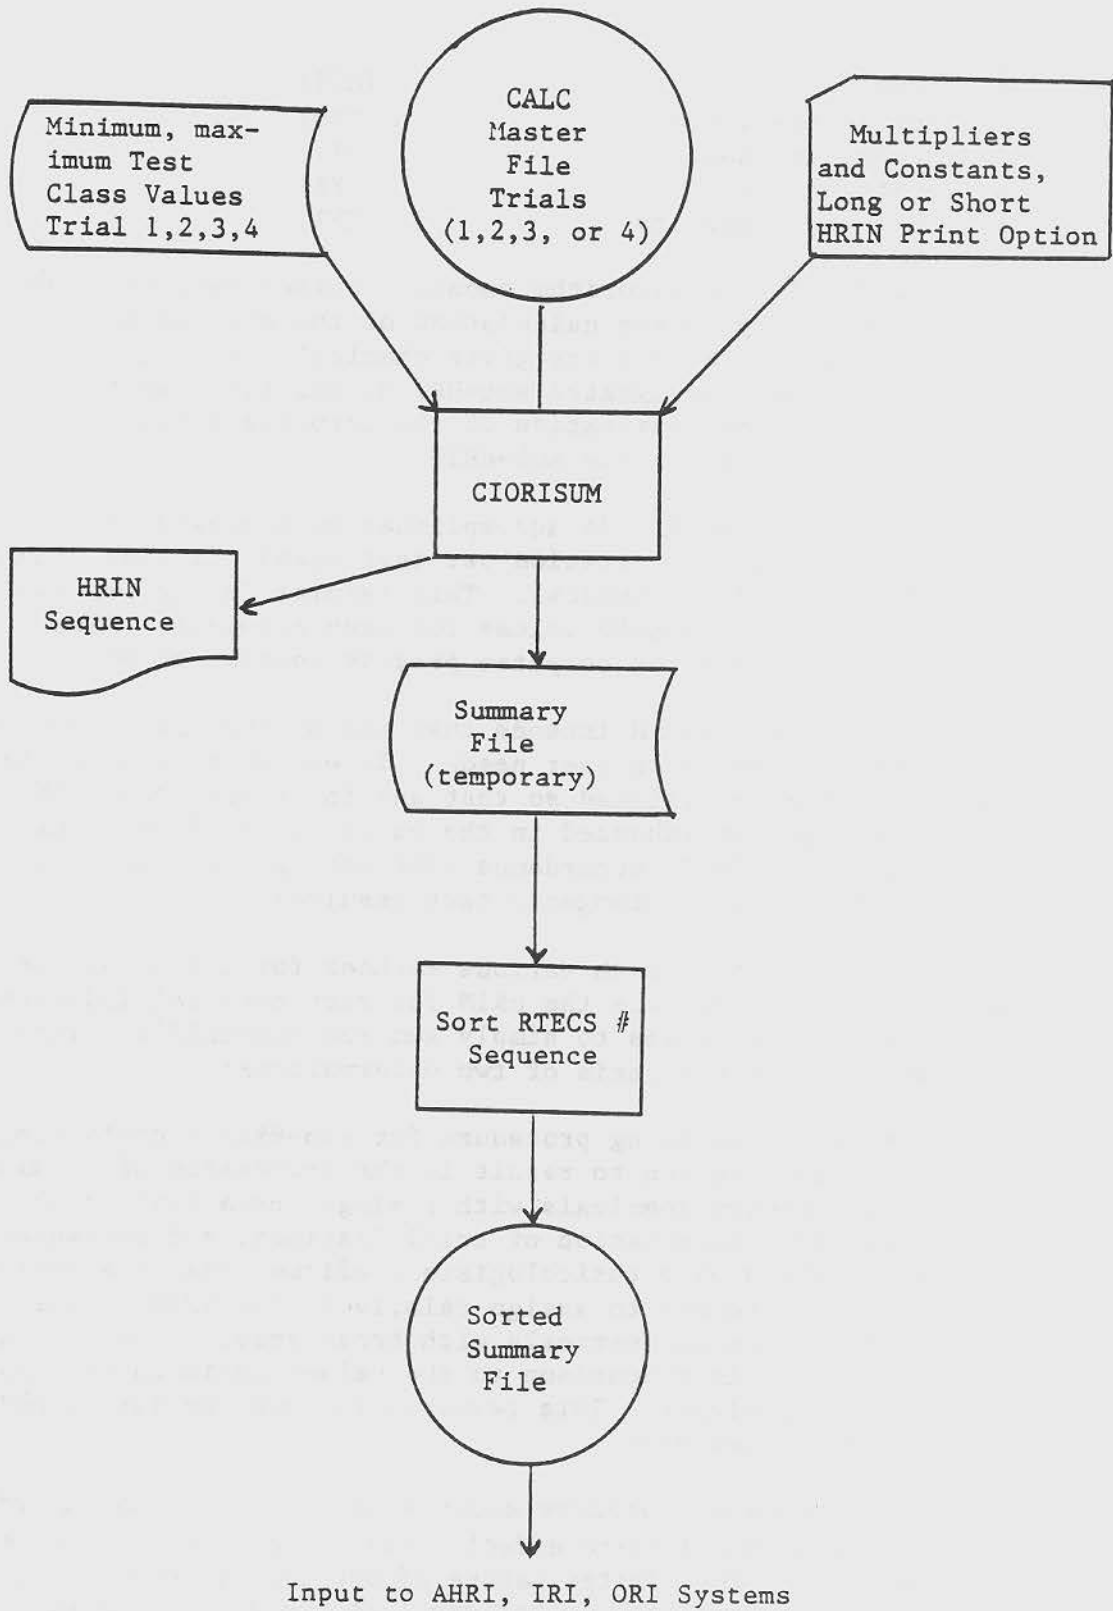 Minimum, max-
imum Test
Class Values
Trial 1,2,3,4
CALC
Master
File
Trials
(1,2,3, or 4)
Multipliers
and Constants,
Long or Short
HRIN Print Option
CIORISUM
HRIN
Sequence
Summary
File
(temporary)
Sort RTECS #
Sequence
Sorted
Summary
File
Input to AHRI, IRI, ORI Systems